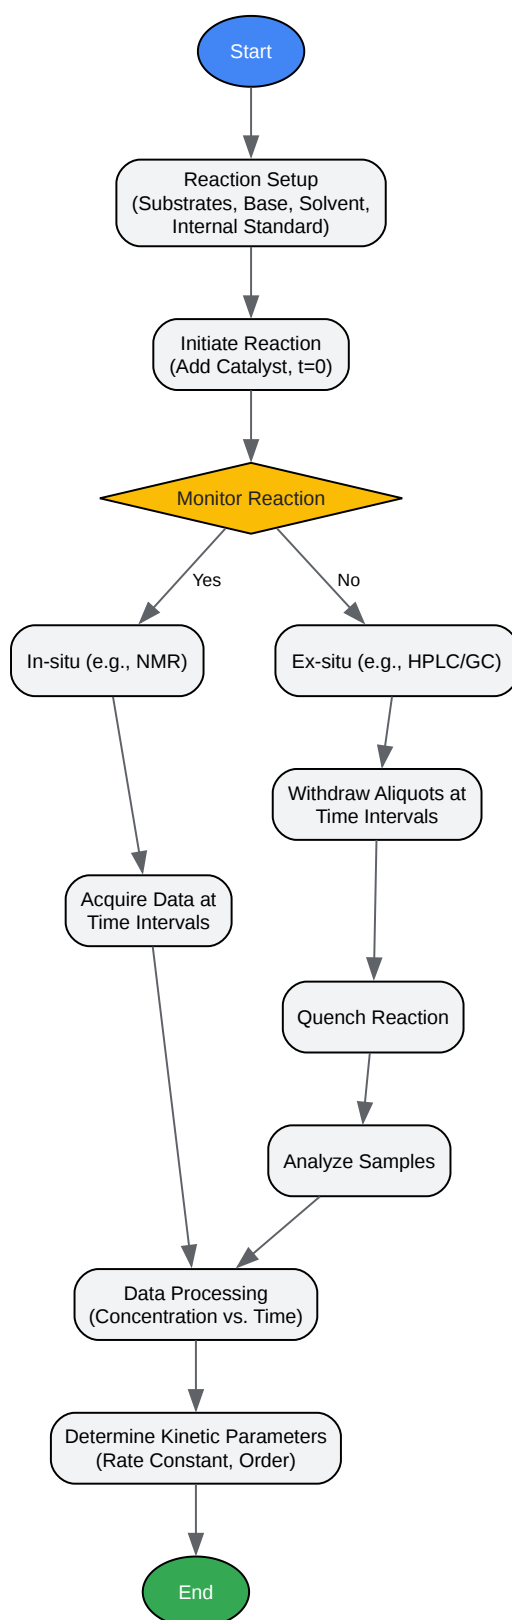 Start
Reaction Setup
(Substrates, Base, Solvent,
Internal Standard)
Initiate Reaction
(Add Catalyst, t=0)
Monitor Reaction
Yes
No
In-situ (e.g., NMR)
Ex-situ (e.g., HPLC/GC)
Withdraw Aliquots at
Time Intervals
Acquire Data at
Time Intervals
Quench Reaction
Analyze Samples
Data Processing
(Concentration vs. Time)
Determine Kinetic Parameters
(Rate Constant, Order)
End